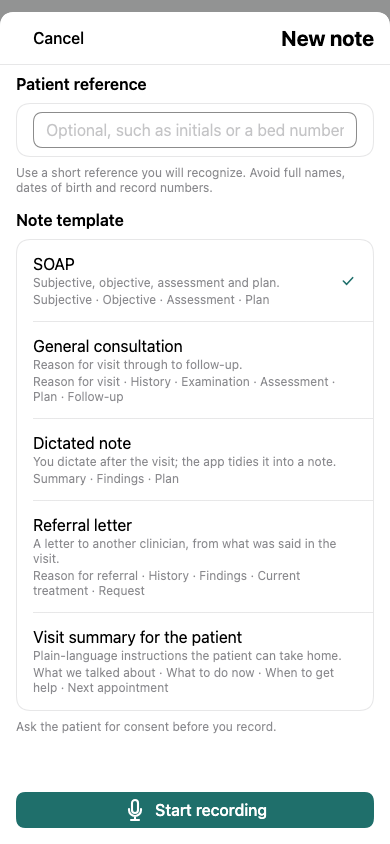 Cancel
New note
Patient reference
Optional, such as initials or a bed number
Use a short reference you will recognize. Avoid full names,
dates of birth and record numbers.
Note template
SOAP
Subjective, objective, assessment and plan.
Subjective · Objective · Assessment · Plan
General consultation
Reason for visit through to follow-up.
Reason for visit · History · Examination · Assessment ·
Plan · Follow-up
Dictated note
You dictate after the visit; the app tidies it into a note.
Summary · Findings · Plan
Referral letter
A letter to another clinician, from what was said in the
visit.
Reason for referral · History · Findings · Current
treatment · Request
Visit summary for the patient
Plain-language instructions the patient can take home.
What we talked about · What to do now · When to get
help · Next appointment
Ask the patient for consent before you record.
Start recording